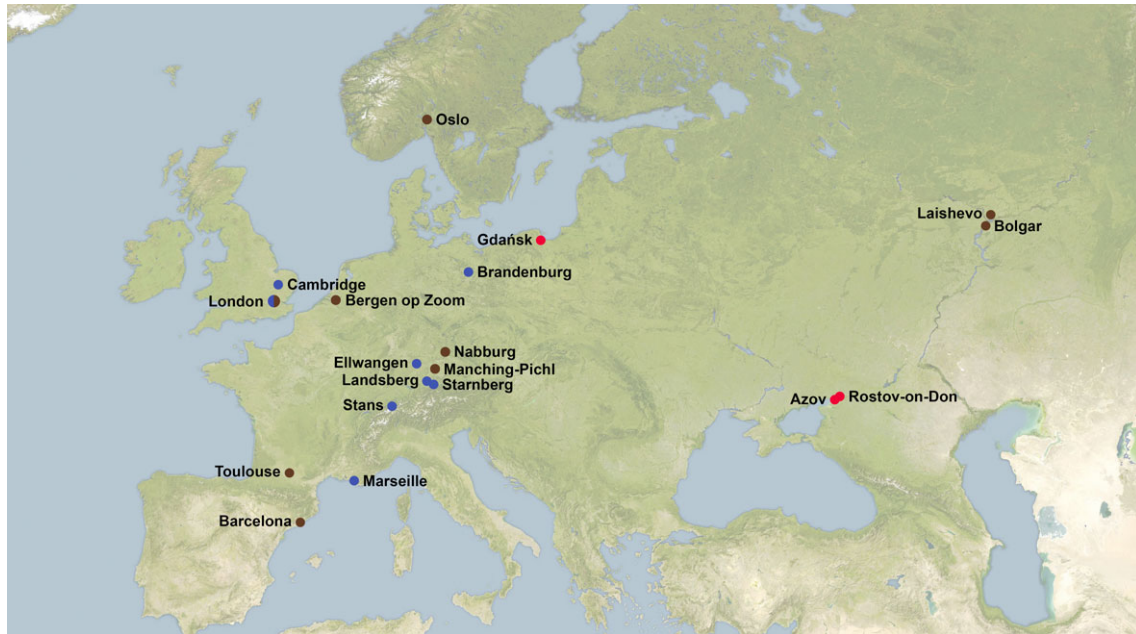 Oslo
Laishevo
Bolgar
Gdańsk
Brandenburg
Cambridge
London
Bergen op Zoom
Nabburg
Ellwangen
Manching-Pichl
Landsberg
Starnberg
Stans
Azov
Rostov-on-Don
Toulouse
Marseille
Barcelona